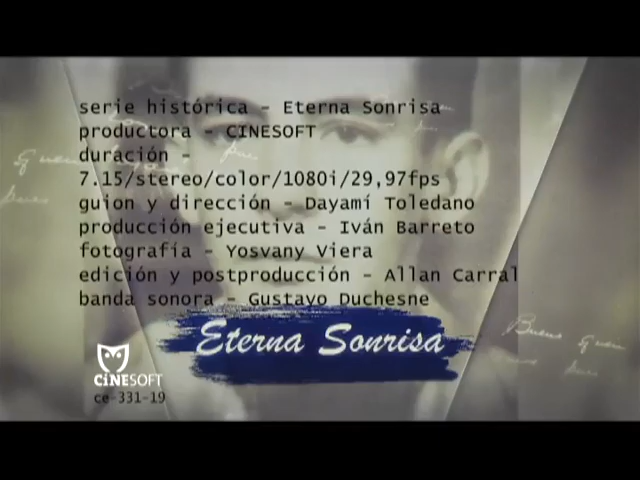 serie histórica - Eterna Sonrisa
productora - CINESOFT
duración -
7.15/stereo/color/1080i/29,97fps
guion y dirección - Dayamí Toledano
producción ejecutiva - Iván Barreto
fotografía - Yosvany Viera
edición y postproducción - Allan Carral
banda sonora - Gustavo Duchesne
Eterna Sonrisa
CiNESOFT
ce-331-19